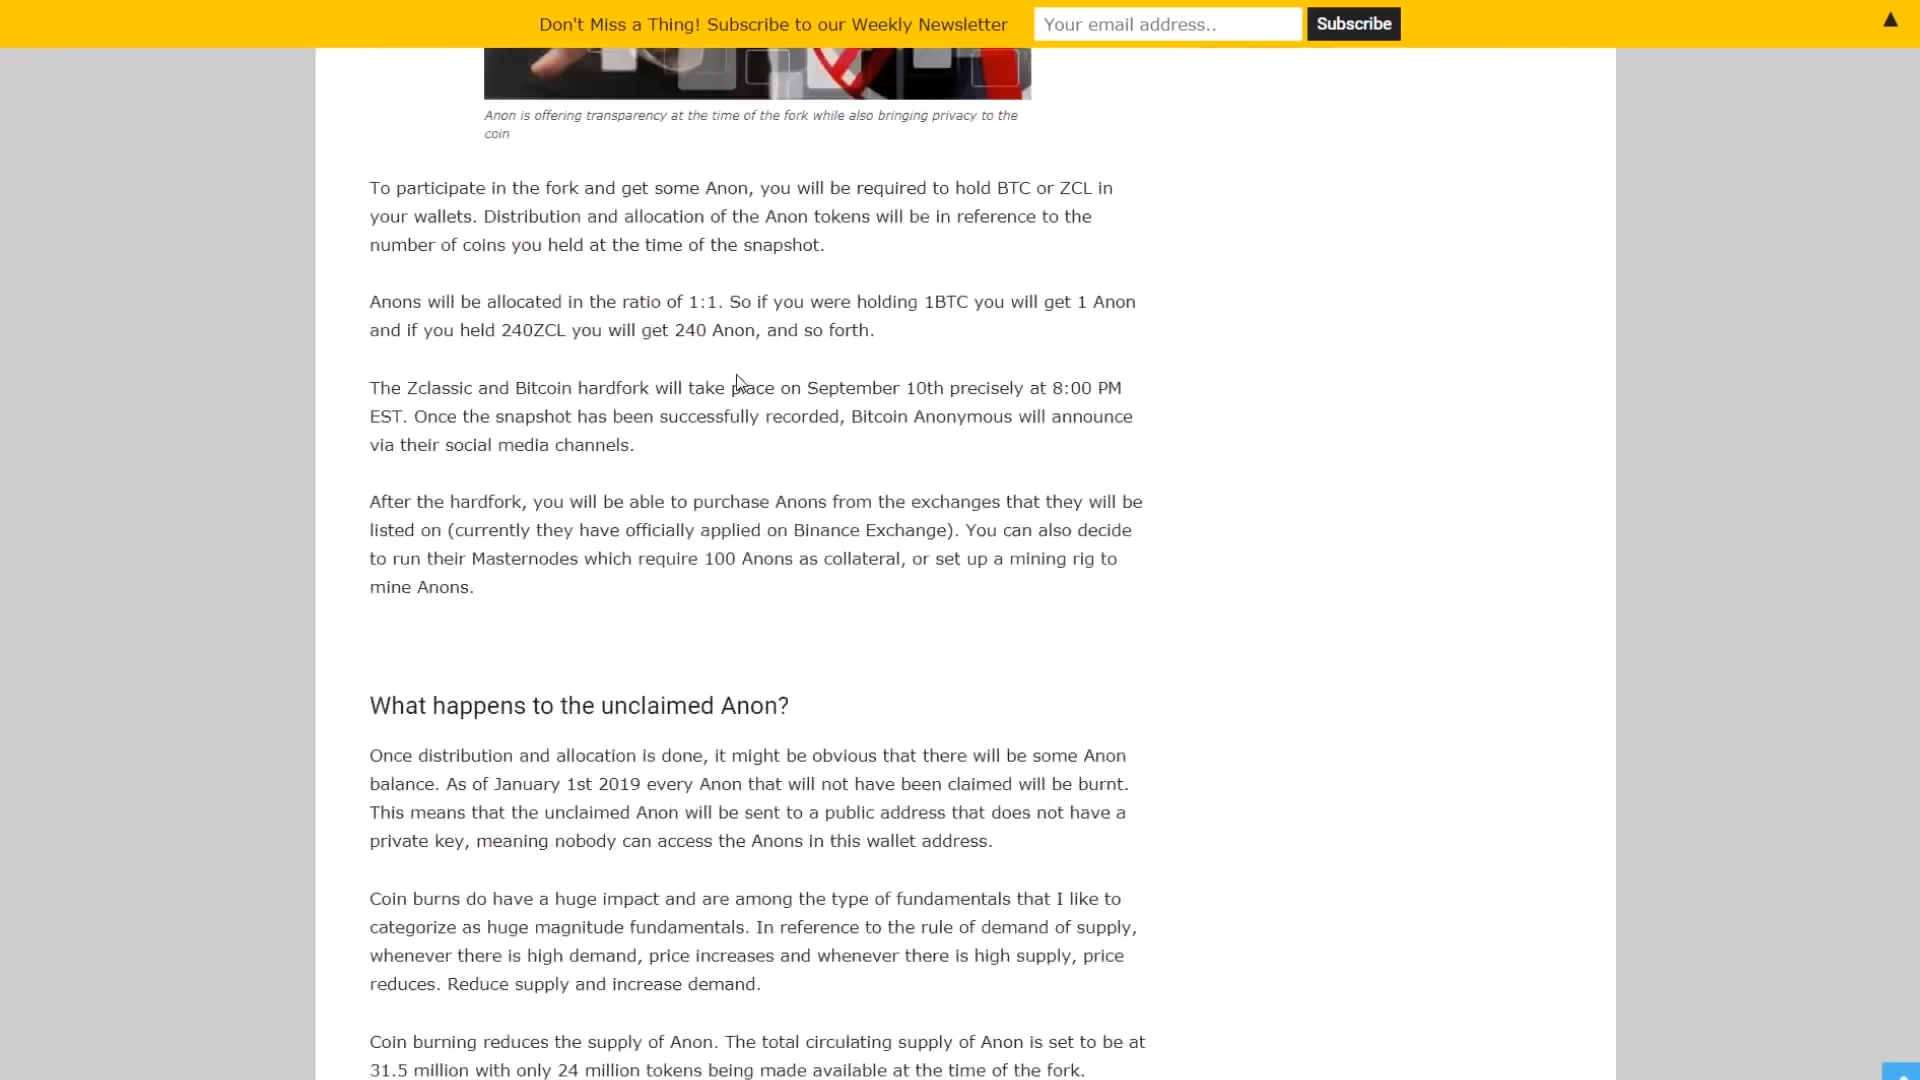 Don't Miss a Thing! Subscribe to our Weekly Newsletter
Your email address..
Subscribe
Anon is offering transparency at the time of the fork while also bringing privacy to the
coin
To participate in the fork and get some Anon, you will be required to hold BTC or ZCL in
your wallets. Distribution and allocation of the Anon tokens will be in reference to the
number of coins you held at the time of the snapshot.
Anons will be allocated in the ratio of 1:1. So if you were holding 1BTC you will get 1 Anon
and if you held 240ZCL you will get 240 Anon, and so forth.
The Zclassic and Bitcoin hardfork will take place on September 10th precisely at 8:00 PM
EST. Once the snapshot has been successfully recorded, Bitcoin Anonymous will announce
via their social media channels.
After the hardfork, you will be able to purchase Anons from the exchanges that they will be
listed on (currently they have officially applied on Binance Exchange). You can also decide
to run their Masternodes which require 100 Anons as collateral, or set up a mining rig to
mine Anons.
What happens to the unclaimed Anon?
Once distribution and allocation is done, it might be obvious that there will be some Anon
balance. As of January 1st 2019 every Anon that will not have been claimed will be burnt.
This means that the unclaimed Anon will be sent to a public address that does not have a
private key, meaning nobody can access the Anons in this wallet address.
Coin burns do have a huge impact and are among the type of fundamentals that I like to
categorize as huge magnitude fundamentals. In reference to the rule of demand of supply,
whenever there is high demand, price increases and whenever there is high supply, price
reduces. Reduce supply and increase demand.
Coin burning reduces the supply of Anon. The total circulating supply of Anon is set to be at
31.5 million with only 24 million tokens being made available at the time of the fork.